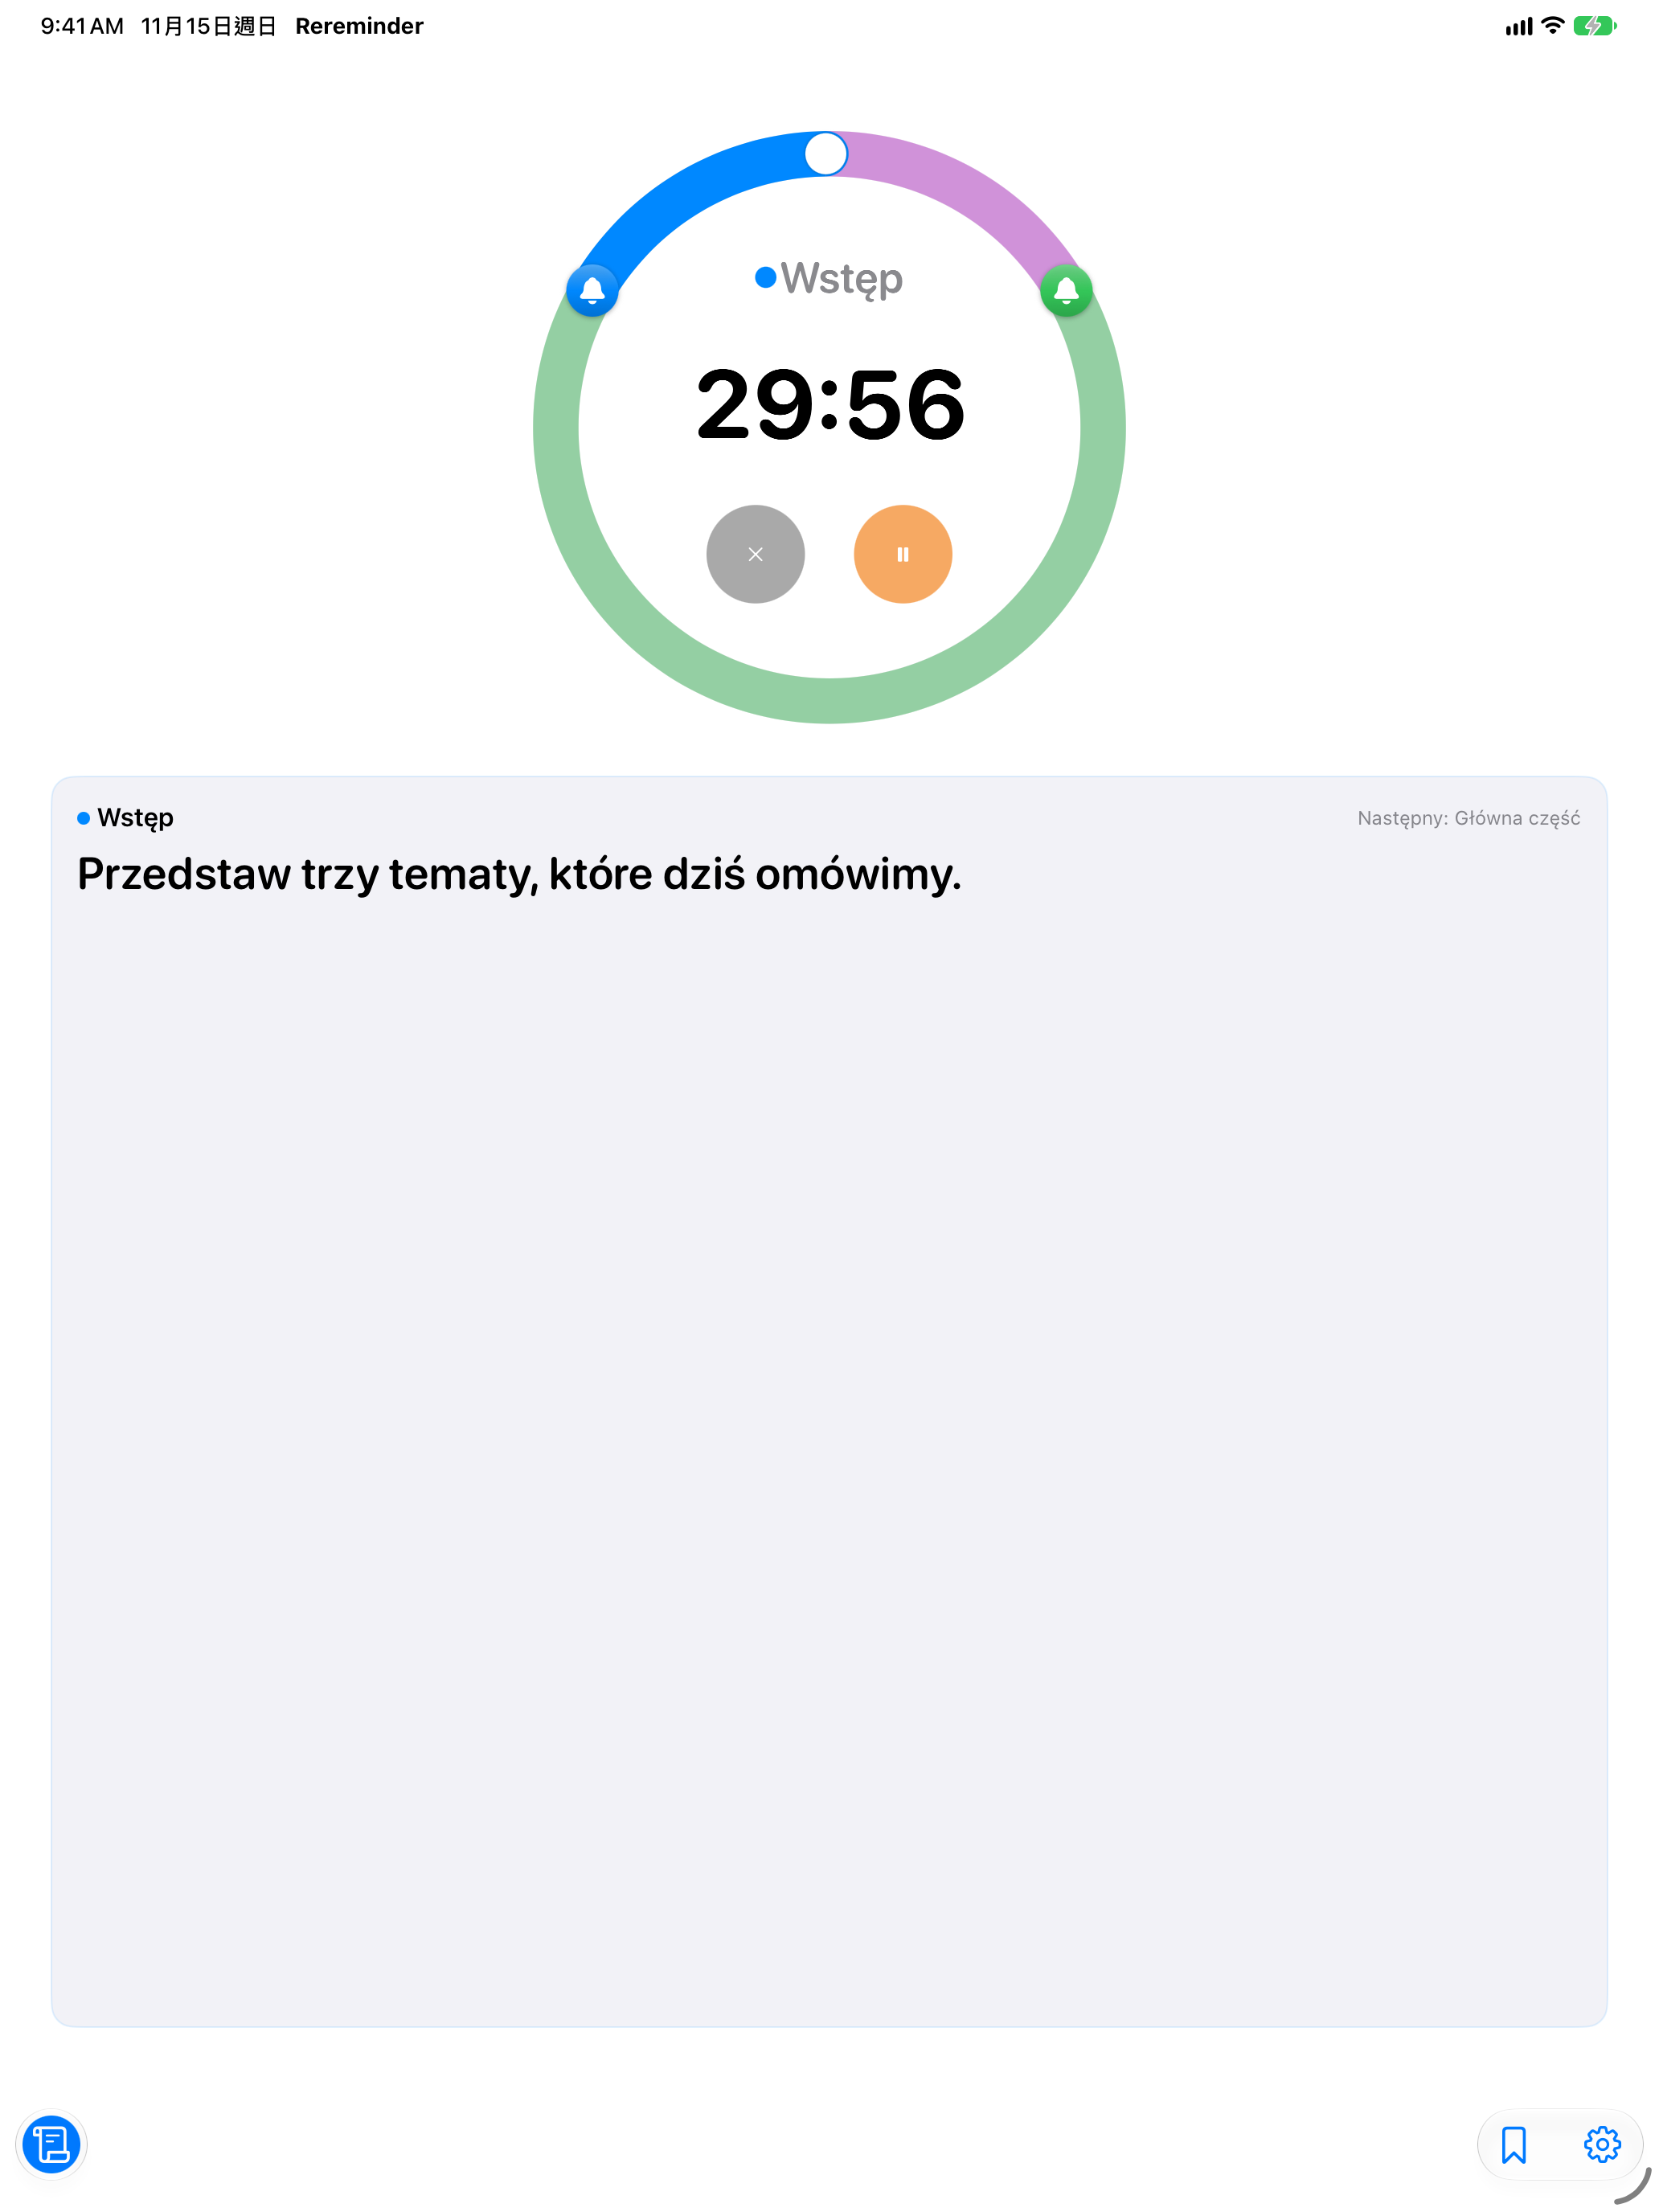 9:41 AM 11月15日週日 Rereminder
Wstęp
29:56
Wstęp
Następny: Główna część
Przedstaw trzy tematy, które dziś omówimy.